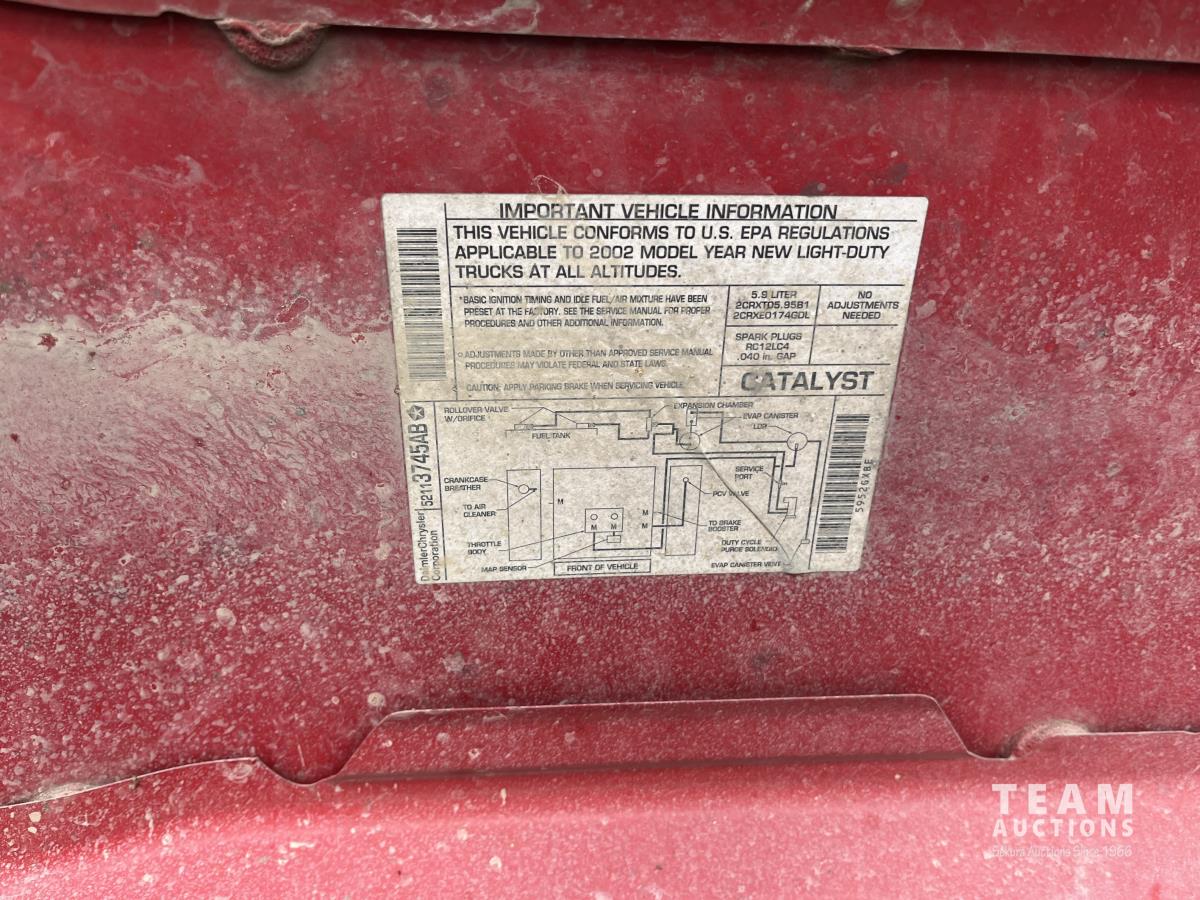 IMPORTANT VEHICLE INFORMATION
THIS VEHICLE CONFORMS TO U.S. EPA REGULATIONS
APPLICABLE TO 2002 MODEL YEAR NEW LIGHT-DUTY
TRUCKS AT ALL ALTITUDES.
*BASIC IGNITION TIMING AND IDLE FUEL/AIR MIXTURE HAVE BEEN
PRESET AT THE FACTORY. SEE THE SERVICE MANUAL FOR PROPER
PROCEDURES AND OTHER ADDITIONAL INFORMATION.
ADJUSTMENTS MADE BY OTHER THAN APPROVED SERVICE MANUAL
PROCEDURES MAY VIOLATE FEDERAL AND STATE LAWS.
CAUTION: APPLY PARKING BRAKE WHEN SERVICING VEHICLE
5.9 LITER
2CRXT05.95B1
2CRXE0174GDL
NO
ADJUSTMENTS
NEEDED
SPARK PLUGS
RC12LC4
.040 in. GAP
CATALYST
ROLLOVER VALVE
W/ORIFICE
FUEL TANK
EXPANSION CHAMBER
EVAP CANISTER
LDP
CRANKCASE
BREATHER
TO AIR
CLEANER
M
SERVICE
PORT
PCV VALVE
M
M
M M
TO BRAKE
BOOSTER
THROTTLE
BODY
MAP SENSOR
FRONT OF VEHICLE
DUTY CYCLE
PURGE SOLENOID
EVAP CANISTER VENT
DaimlerChrysler
Corporation
52113745AB
5952GXBE
TEAM
AUCTIONS
Sekura Auctions Since 1966